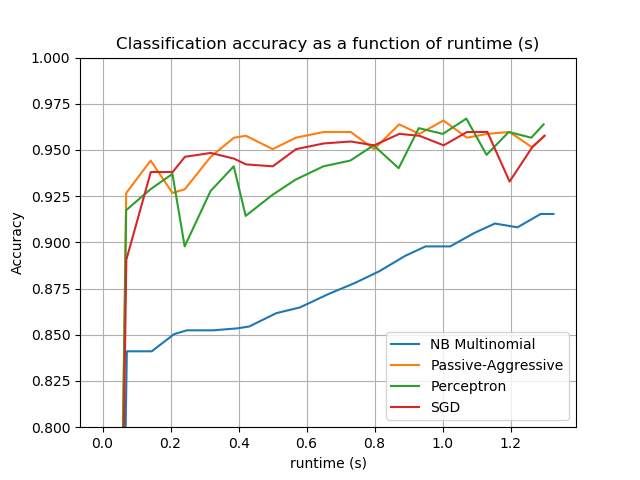 Classification accuracy as a function of runtime (s)
1.000
0.975
0.950
0.925
0.900
0.875
0.850
0.825
0.800
Accuracy
NB Multinomial
Passive-Aggressive
Perceptron
SGD
0.0 0.2 0.4 0.6 0.8 1.0 1.2
runtime (s)